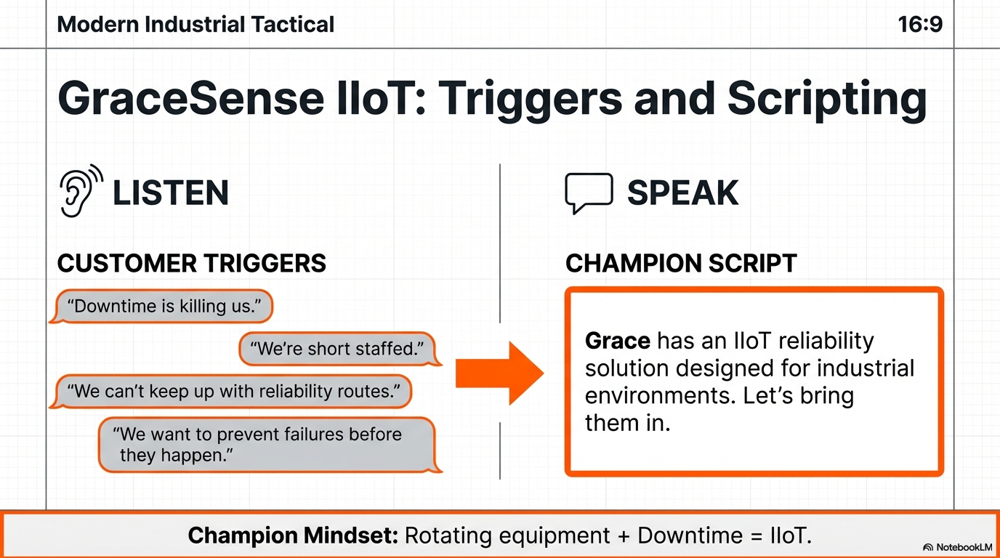 Modern Industrial Tactical
16:9
GraceSense IIoT: Triggers and Scripting
LISTEN
CUSTOMER TRIGGERS
“Downtime is killing us.”
“We’re short staffed.”
“We can’t keep up with reliability routes.”
“We want to prevent failures before
they happen.”
SPEAK
CHAMPION SCRIPT
Grace has an IIoT reliability
solution designed for industrial
environments. Let’s bring
them in.
Champion Mindset: Rotating equipment + Downtime = IIoT.
NotebookLM